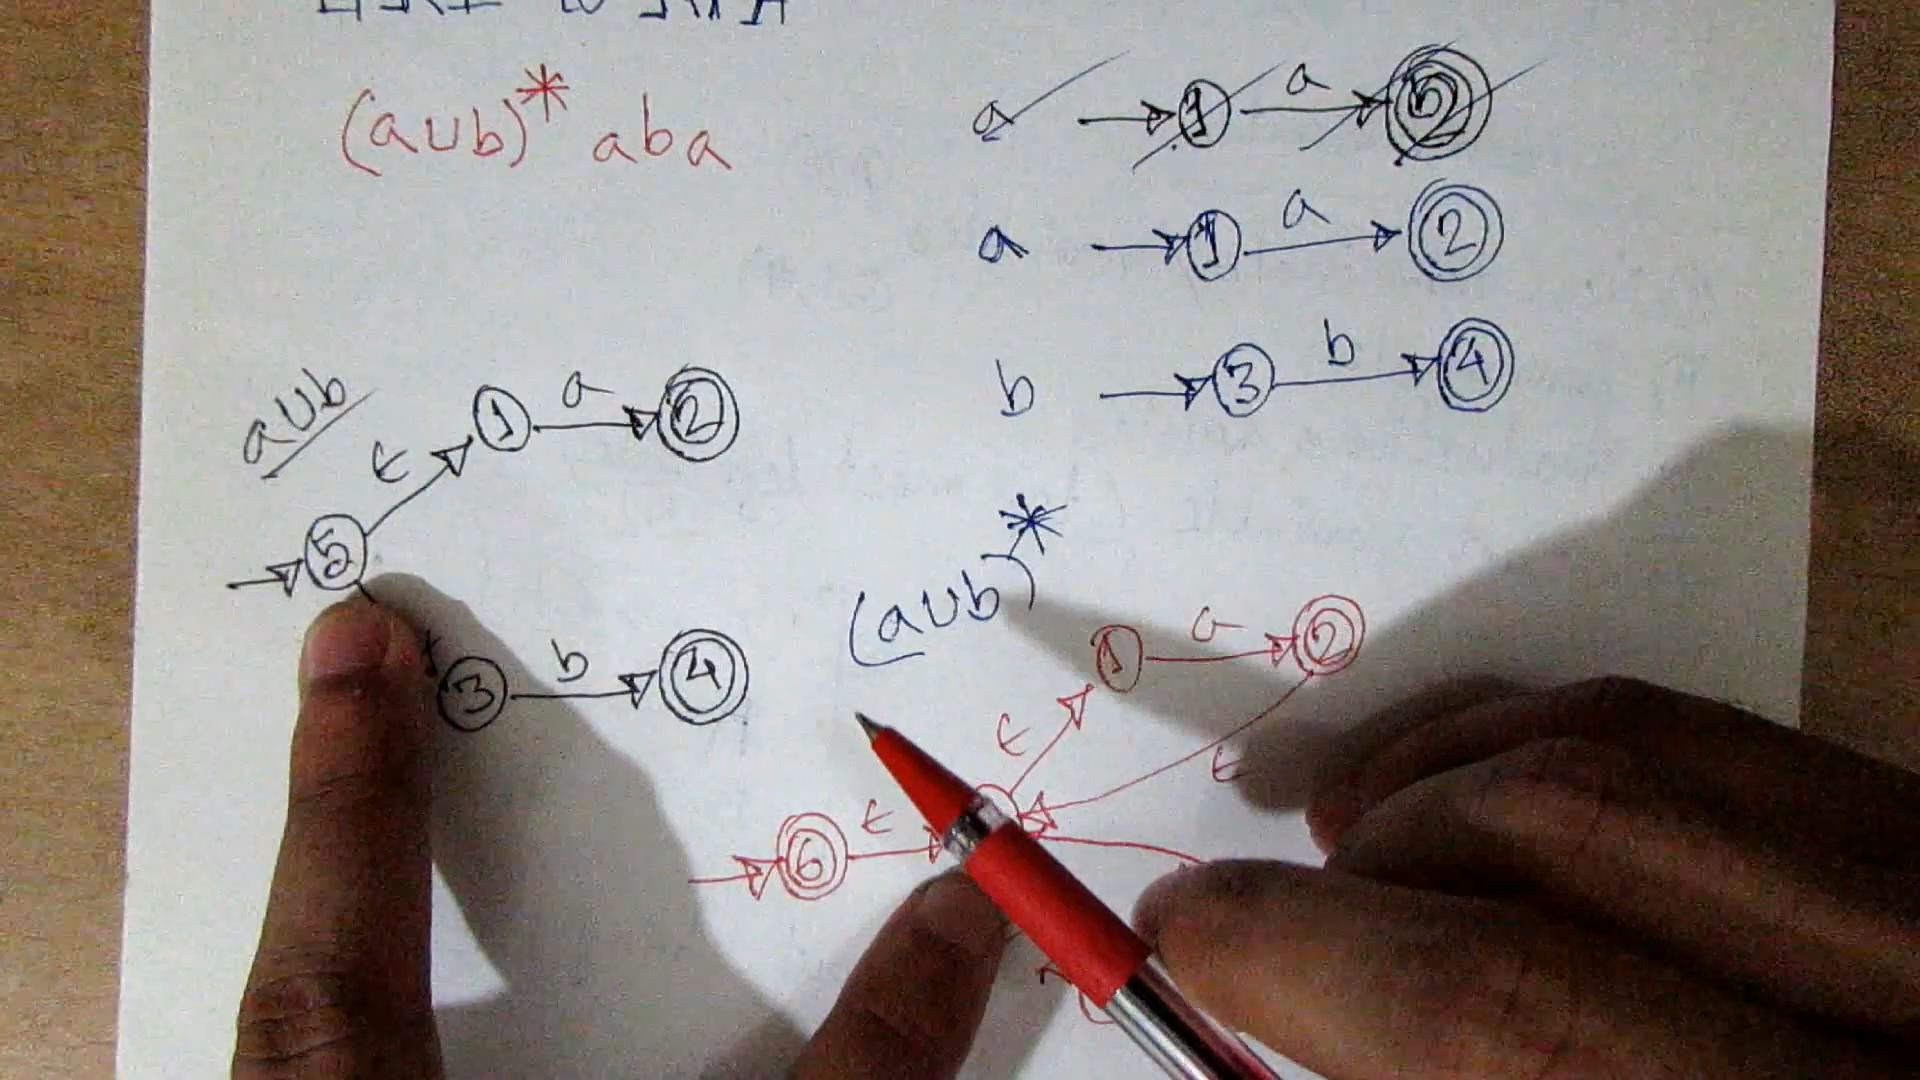 (a∪b)* aba
a 1 a 2
a 1 a 2
b 3 b 4
a∪b
ε 1 a 2
5
3 b 4
(a∪b)*
1 a 2
ε ε
6 ε